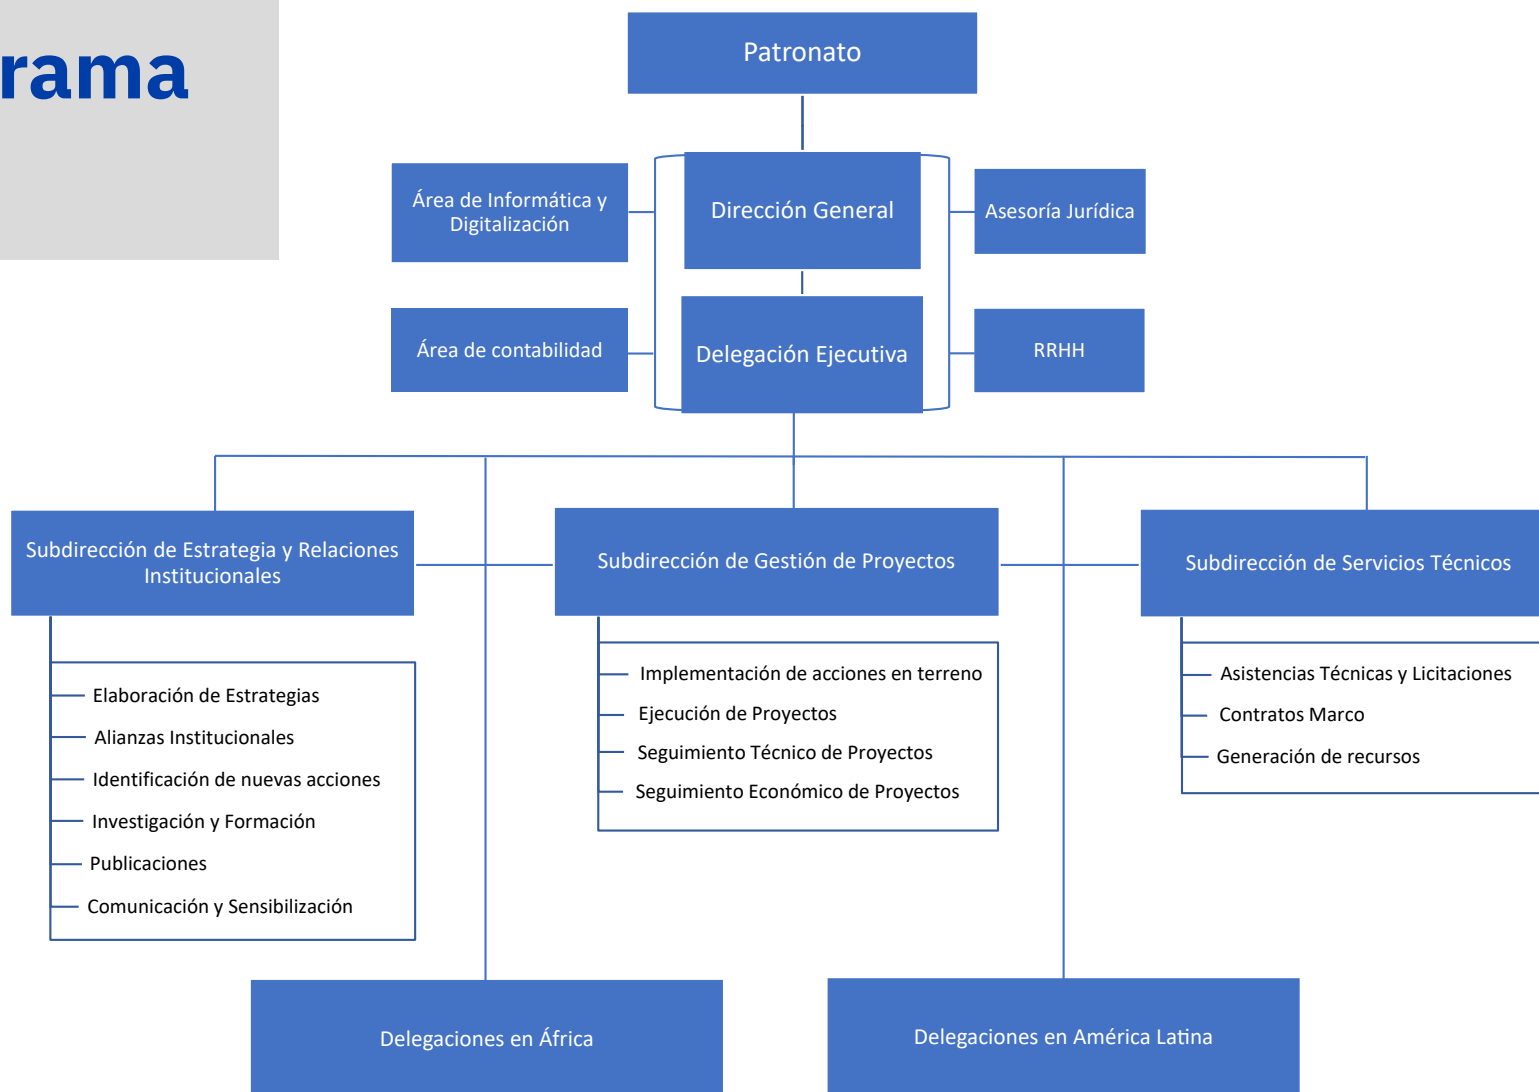 rama
Patronato
Área de Informática y
Digitalización
Dirección General
Asesoría Jurídica
Área de contabilidad
Delegación Ejecutiva
RRHH
Subdirección de Estrategia y Relaciones
Institucionales
Subdirección de Gestión de Proyectos
Subdirección de Servicios Técnicos
Elaboración de Estrategias
Alianzas Institucionales
Identificación de nuevas acciones
Investigación y Formación
Publicaciones
Comunicación y Sensibilización
Implementación de acciones en terreno
Ejecución de Proyectos
Seguimiento Técnico de Proyectos
Seguimiento Económico de Proyectos
Asistencias Técnicas y Licitaciones
Contratos Marco
Generación de recursos
Delegaciones en África
Delegaciones en América Latina